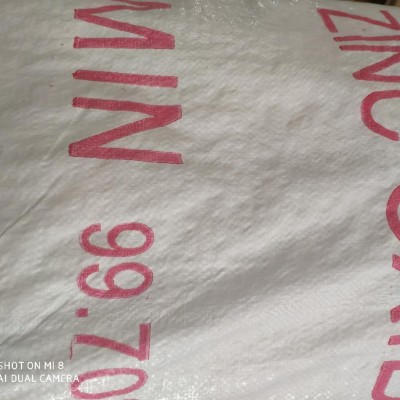 ZINC
MIN 99.70
SHOT ON MI 8
AI DUAL CAMERA